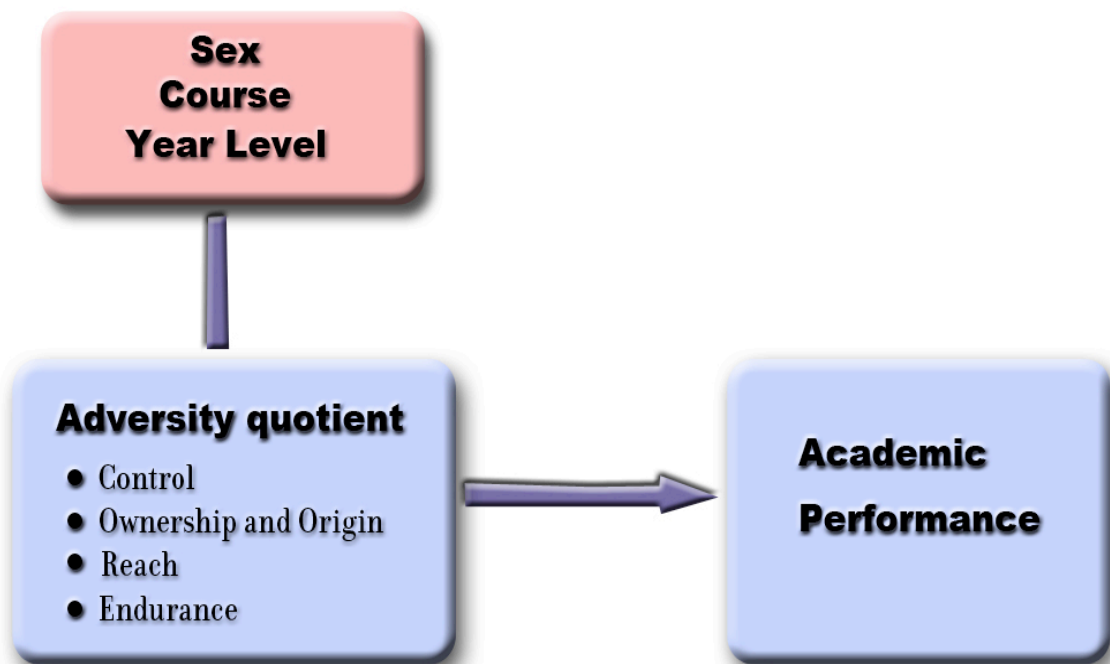 Sex
Course
Year Level
Adversity quotient
● Control
● Ownership and Origin
● Reach
● Endurance
Academic
Performance